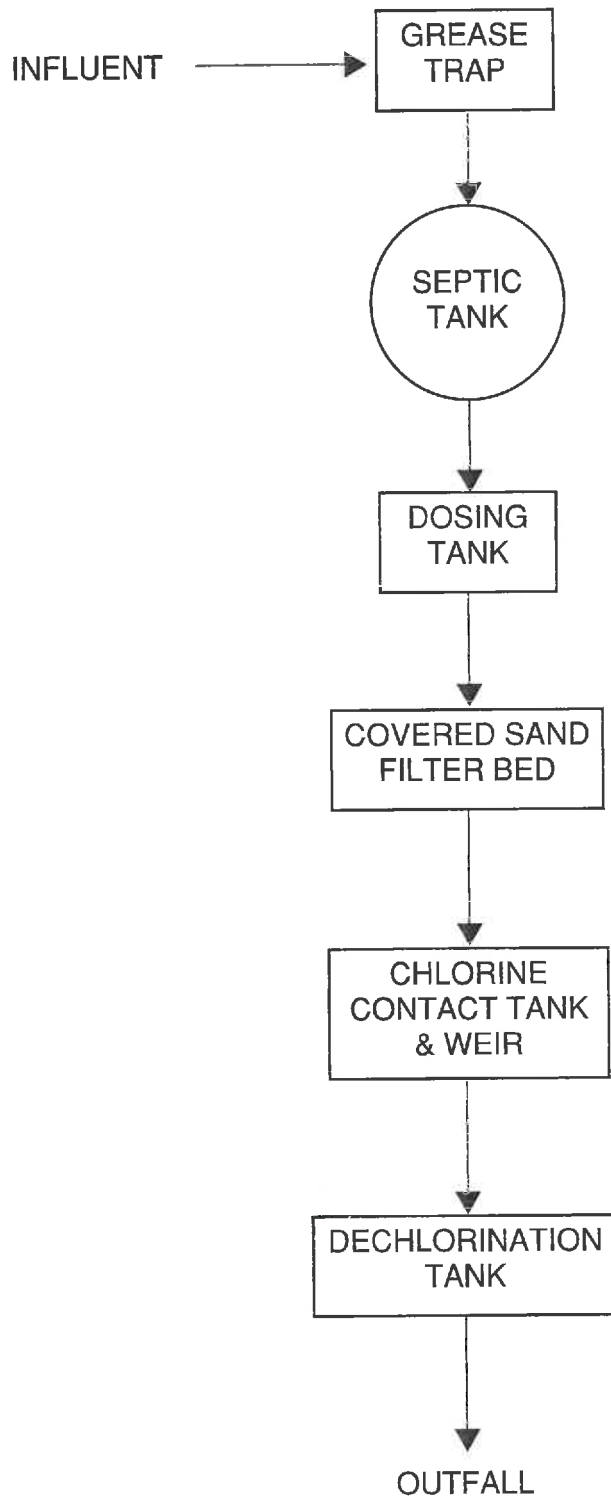 INFLUENT
GREASE
TRAP
SEPTIC
TANK
DOSING
TANK
COVERED SAND
FILTER BED
CHLORINE
CONTACT TANK
& WEIR
DECHLORINATION
TANK
OUTFALL